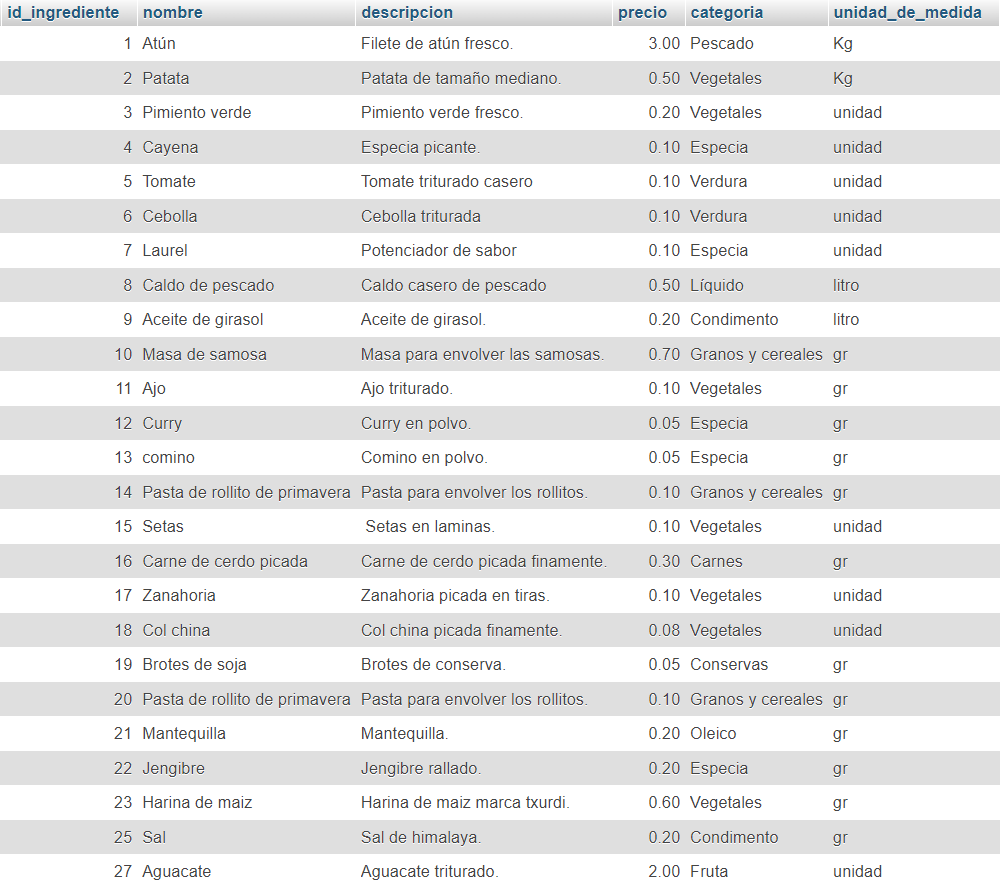 id_ingrediente nombre descripcion precio categoria unidad_de_medida
1 Atún Filete de atún fresco. 3.00 Pescado Kg
2 Patata Patata de tamaño mediano. 0.50 Vegetales Kg
3 Pimiento verde Pimiento verde fresco. 0.20 Vegetales unidad
4 Cayena Especia picante. 0.10 Especia unidad
5 Tomate Tomate triturado casero 0.10 Verdura unidad
6 Cebolla Cebolla triturada 0.10 Verdura unidad
7 Laurel Potenciador de sabor 0.10 Especia unidad
8 Caldo de pescado Caldo casero de pescado 0.50 Líquido litro
9 Aceite de girasol Aceite de girasol. 0.20 Condimento litro
10 Masa de samosa Masa para envolver las samosas. 0.70 Granos y cereales gr
11 Ajo Ajo triturado. 0.10 Vegetales gr
12 Curry Curry en polvo. 0.05 Especia gr
13 comino Comino en polvo. 0.05 Especia gr
14 Pasta de rollito de primavera Pasta para envolver los rollitos. 0.10 Granos y cereales gr
15 Setas Setas en laminas. 0.10 Vegetales unidad
16 Carne de cerdo picada Carne de cerdo picada finamente. 0.30 Carnes gr
17 Zanahoria Zanahoria picada en tiras. 0.10 Vegetales unidad
18 Col china Col china picada finamente. 0.08 Vegetales unidad
19 Brotes de soja Brotes de conserva. 0.05 Conservas gr
20 Pasta de rollito de primavera Pasta para envolver los rollitos. 0.10 Granos y cereales gr
21 Mantequilla Mantequilla. 0.20 Oleico gr
22 Jengibre Jengibre rallado. 0.20 Especia gr
23 Harina de maiz Harina de maiz marca txurdi. 0.60 Vegetales gr
25 Sal Sal de himalaya. 0.20 Condimento gr
27 Aguacate Aguacate triturado. 2.00 Fruta unidad